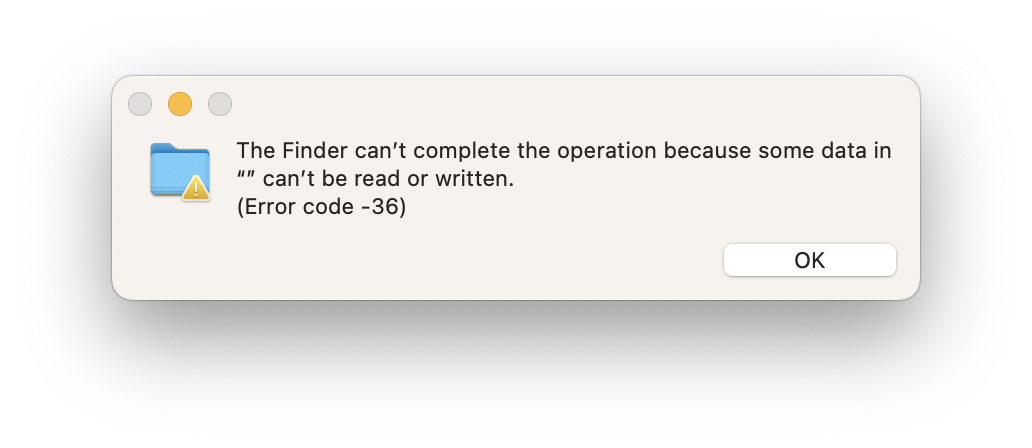 The Finder can’t complete the operation because some data in
“” can’t be read or written.
(Error code -36)
OK